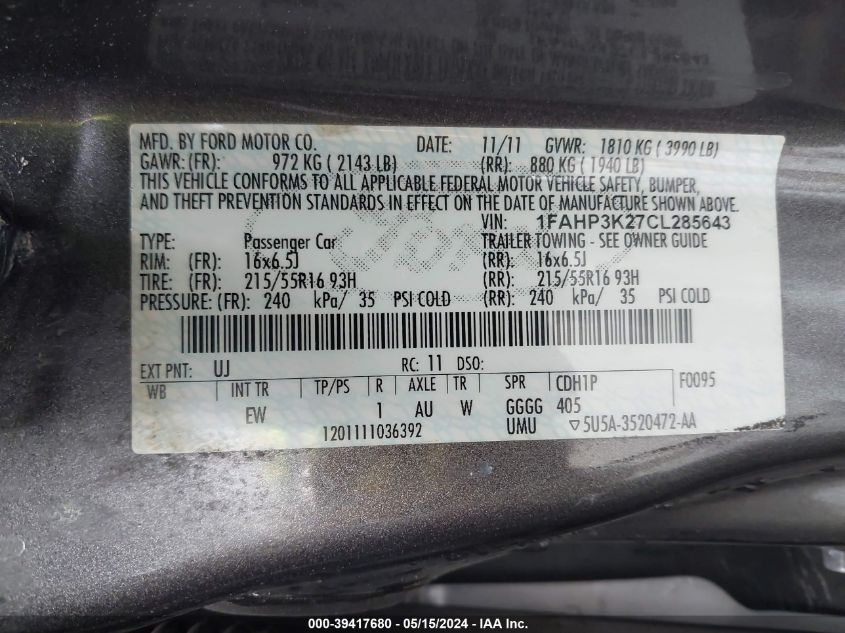 MFD. BY FORD MOTOR CO. DATE: 11/11 GVWR: 1810 KG ( 3990 LB)
GAWR: (FR): 972 KG ( 2143 LB) (RR): 880 KG ( 1940 LB)
THIS VEHICLE CONFORMS TO ALL APPLICABLE FEDERAL MOTOR VEHICLE SAFETY, BUMPER,
AND THEFT PREVENTION STANDARDS IN EFFECT ON THE DATE OF MANUFACTURE SHOWN ABOVE.
VIN: 1FAHP3K27CL285643
TYPE: Passenger Car TRAILER TOWING - SEE OWNER GUIDE
RIM: (FR): 16x6.5J (RR): 16x6.5J
TIRE: (FR): 215/55R16 93H (RR): 215/55R16 93H
PRESSURE: (FR): 240 kPa/ 35 PSI COLD (RR): 240 kPa/ 35 PSI COLD
EXT PNT: UJ RC: 11 DSO:
WB INT TR TP/PS R AXLE TR SPR CDH1P F0095
EW 1 AU W GGGG 405
1201111036392 UMU ▽5U5A-3520472-AA
000-39417680 - 05/15/2024 - IAA Inc.